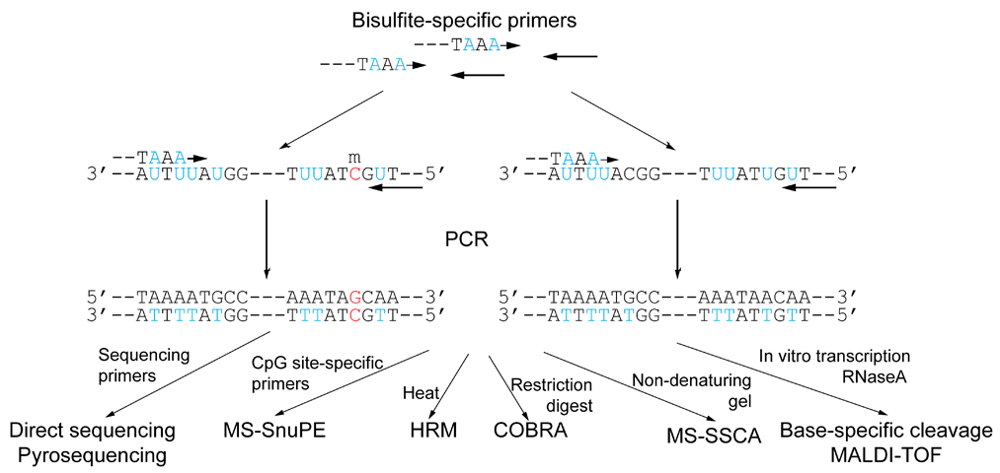 Bisulfite-specific primers
---TAAA
---TAAA
--TAAA
m
3’--AUTUUAUGG---TUUATCGUT--5’
--TAAA
3’--AUTUUACGG---TUUATUGUT--5’
PCR
5’--TAAAATGCC---AAATAGCAA--3’
3’--ATTTTATGG---TTTATCGTT--5’
5’--TAAAATGCC---AAATAACAA--3’
3’--ATTTTATGG---TTTATTGTT--5’
Sequencing
primers
CpG site-specific
primers
Heat
Restriction
digest
Non-denaturing
gel
In vitro transcription
RNaseA
Direct sequencing
Pyrosequencing
MS-SnuPE
HRM
COBRA
MS-SSCA
Base-specific cleavage
MALDI-TOF